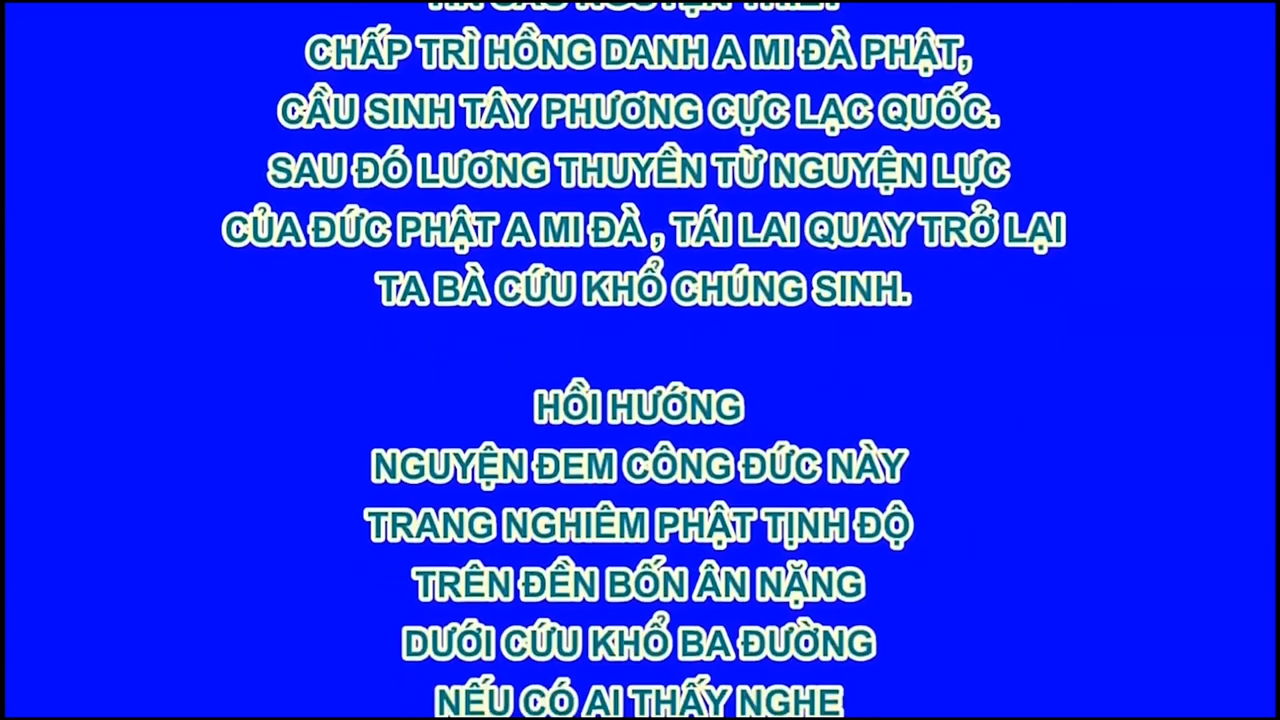 CHẤP TRÌ HỒNG DANH A MI ĐÀ PHẬT,
CẦU SINH TÂY PHƯƠNG CỰC LẠC QUỐC.
SAU ĐÓ LƯƠNG THUYỀN TỪ NGUYỆN LỰC
CỦA ĐỨC PHẬT A MI ĐÀ , TÁI LAI QUAY TRỞ LẠI
TA BÀ CỨU KHỔ CHÚNG SINH.
HỒI HƯỚNG
NGUYỆN ĐEM CÔNG ĐỨC NÀY
TRANG NGHIÊM PHẬT TỊNH ĐỘ
TRÊN ĐỀN BỐN ÂN NẶNG
DƯỚI CỨU KHỔ BA ĐƯỜNG
NẾU CÓ AI THẤY NGHE